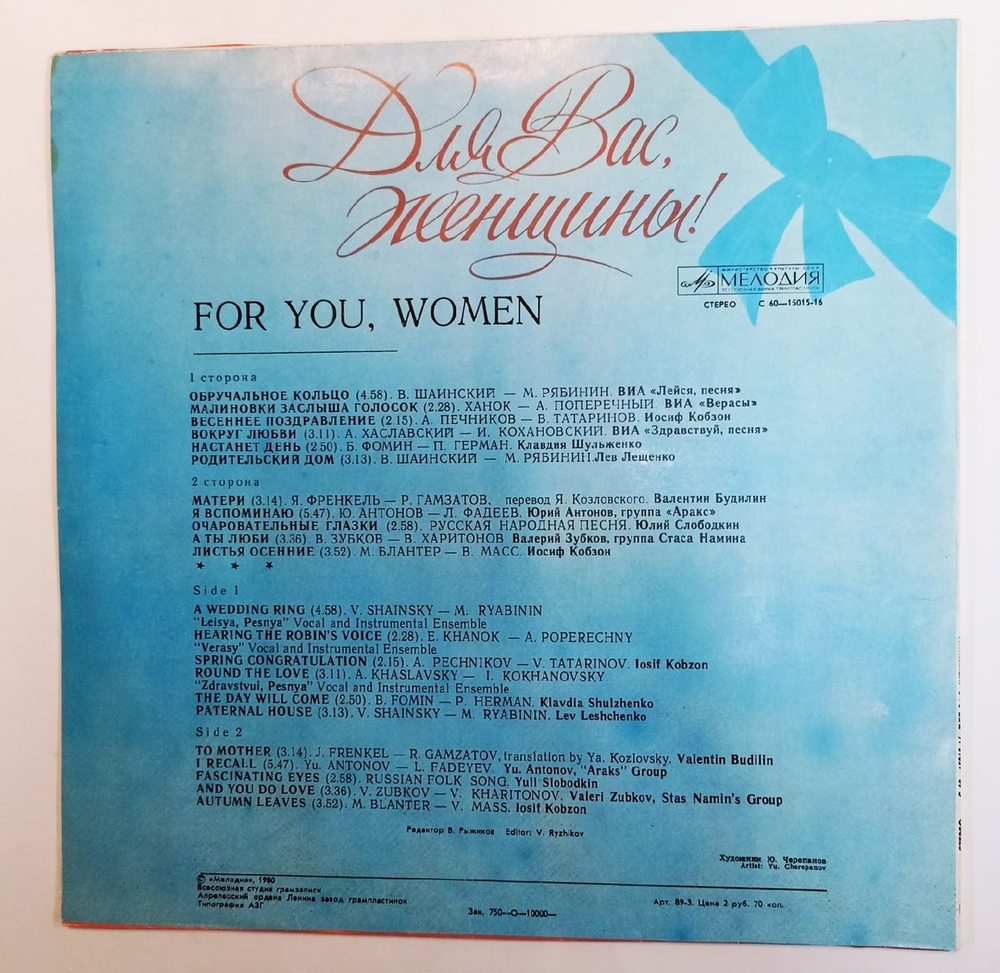 Для Вас,
женщины!
МИНИСТЕРСТВО КУЛЬТУРЫ СССР
МЕЛОДИЯ
ВСЕСОЮЗНАЯ ФИРМА ГРАМПЛАСТИНОК
СТЕРЕО С 60—15015-16
FOR YOU, WOMEN
1 сторона
ОБРУЧАЛЬНОЕ КОЛЬЦО (4.58). В. ШАИНСКИЙ — М. РЯБИНИН. ВИА «Лейся, песня»
МАЛИНОВКИ ЗАСЛЫША ГОЛОСОК (2.28). ХАНОК — А. ПОПЕРЕЧНЫЙ. ВИА «Верасы»
ВЕСЕННЕЕ ПОЗДРАВЛЕНИЕ (2.15). А. ПЕЧНИКОВ — В. ТАТАРИНОВ. Иосиф Кобзон
ВОКРУГ ЛЮБВИ (3.11). А. ХАСЛАВСКИЙ — И. КОХАНОВСКИЙ. ВИА «Здравствуй, песня»
НАСТАНЕТ ДЕНЬ (2.50). Б. ФОМИН — П. ГЕРМАН. Клавдия Шульженко
РОДИТЕЛЬСКИЙ ДОМ (3.13). В. ШАИНСКИЙ — М. РЯБИНИН. Лев Лещенко
2 сторона
МАТЕРИ (3.14). Я. ФРЕНКЕЛЬ — Р. ГАМЗАТОВ, перевод Я. Козловского. Валентин Будилин
Я ВСПОМИНАЮ (5.47). Ю. АНТОНОВ — Л. ФАДЕЕВ. Юрий Антонов, группа «Аракс»
ОЧАРОВАТЕЛЬНЫЕ ГЛАЗКИ (2.58). РУССКАЯ НАРОДНАЯ ПЕСНЯ. Юлий Слободкин
А ТЫ ЛЮБИ (3.36). В. ЗУБКОВ — В. ХАРИТОНОВ. Валерий Зубков, группа Стаса Намина
ЛИСТЬЯ ОСЕННИЕ (3.52). М. БЛАНТЕР — В. МАСС. Иосиф Кобзон
* * *
Side 1
A WEDDING RING (4.58). V. SHAINSKY — M. RYABININ
"Leisya, Pesnya" Vocal and Instrumental Ensemble
HEARING THE ROBIN'S VOICE (2.28). E. KHANOK — A. POPERECHNY
"Verasy" Vocal and Instrumental Ensemble
SPRING CONGRATULATION (2.15). A. PECHNIKOV — V. TATARINOV. Iosif Kobzon
ROUND THE LOVE (3.11). A. KHASLAVSKY — I. KOKHANOVSKY
"Zdravstvui, Pesnya" Vocal and Instrumental Ensemble
THE DAY WILL COME (2.50). B. FOMIN — P. HERMAN. Klavdia Shulzhenko
PATERNAL HOUSE (3.13). V. SHAINSKY — M. RYABININ. Lev Leshchenko
Side 2
TO MOTHER (3.14). J. FRENKEL — R. GAMZATOV, translation by Ya. Kozlovsky. Valentin Budilin
I RECALL (5.47). Yu. ANTONOV — L. FADEYEV. Yu. Antonov, "Araks" Group
FASCINATING EYES (2.58). RUSSIAN FOLK SONG. Yuli Slobodkin
AND YOU DO LOVE (3.36). V. ZUBKOV — V. KHARITONOV. Valeri Zubkov, Stas Namin's Group
AUTUMN LEAVES (3.52). M. BLANTER — V. MASS. Iosif Kobzon
Редактор В. Рыжиков Editor: V. Ryzhikov
Художник Ю. Черепанов
Artist: Yu. Cherepanov
© «Мелодия», 1980
Всесоюзная студия грамзаписи
Апрелевский ордена Ленина завод грампластинок
Типография АЗГ
Зак. 750—О—10000—
Арт. 89-3. Цена 2 руб. 70 коп.